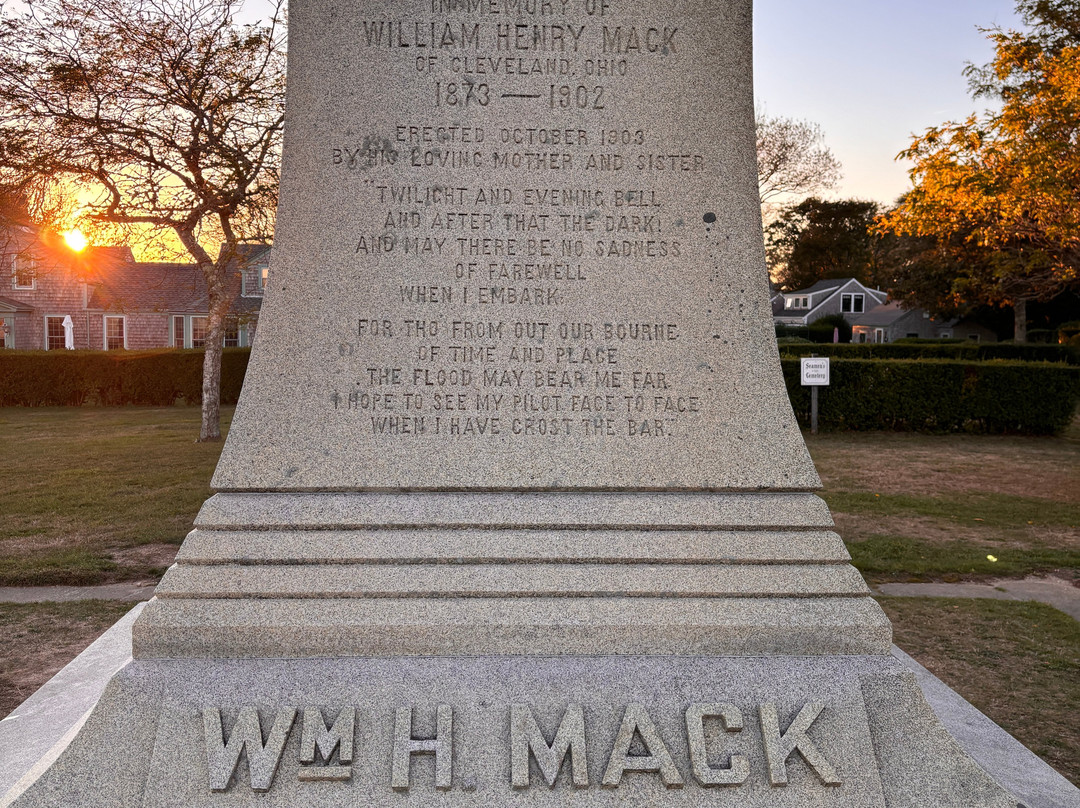 IN MEMORY OF
WILLIAM HENRY MACK
OF CLEVELAND, OHIO
1873 — 1902
ERECTED OCTOBER 1903
BY HIS LOVING MOTHER AND SISTER
"TWILIGHT AND EVENING BELL
AND AFTER THAT THE DARK!
AND MAY THERE BE NO SADNESS
OF FAREWELL
WHEN I EMBARK;
FOR THO FROM OUT OUR BOURNE
OF TIME AND PLACE
THE FLOOD MAY BEAR ME FAR
I HOPE TO SEE MY PILOT FACE TO FACE
WHEN I HAVE CROST THE BAR."
WM H. MACK
Seamen's
Cemetery